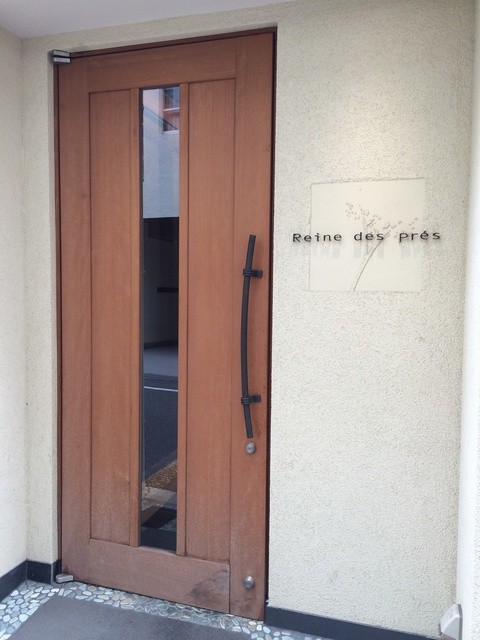 Reine des prés